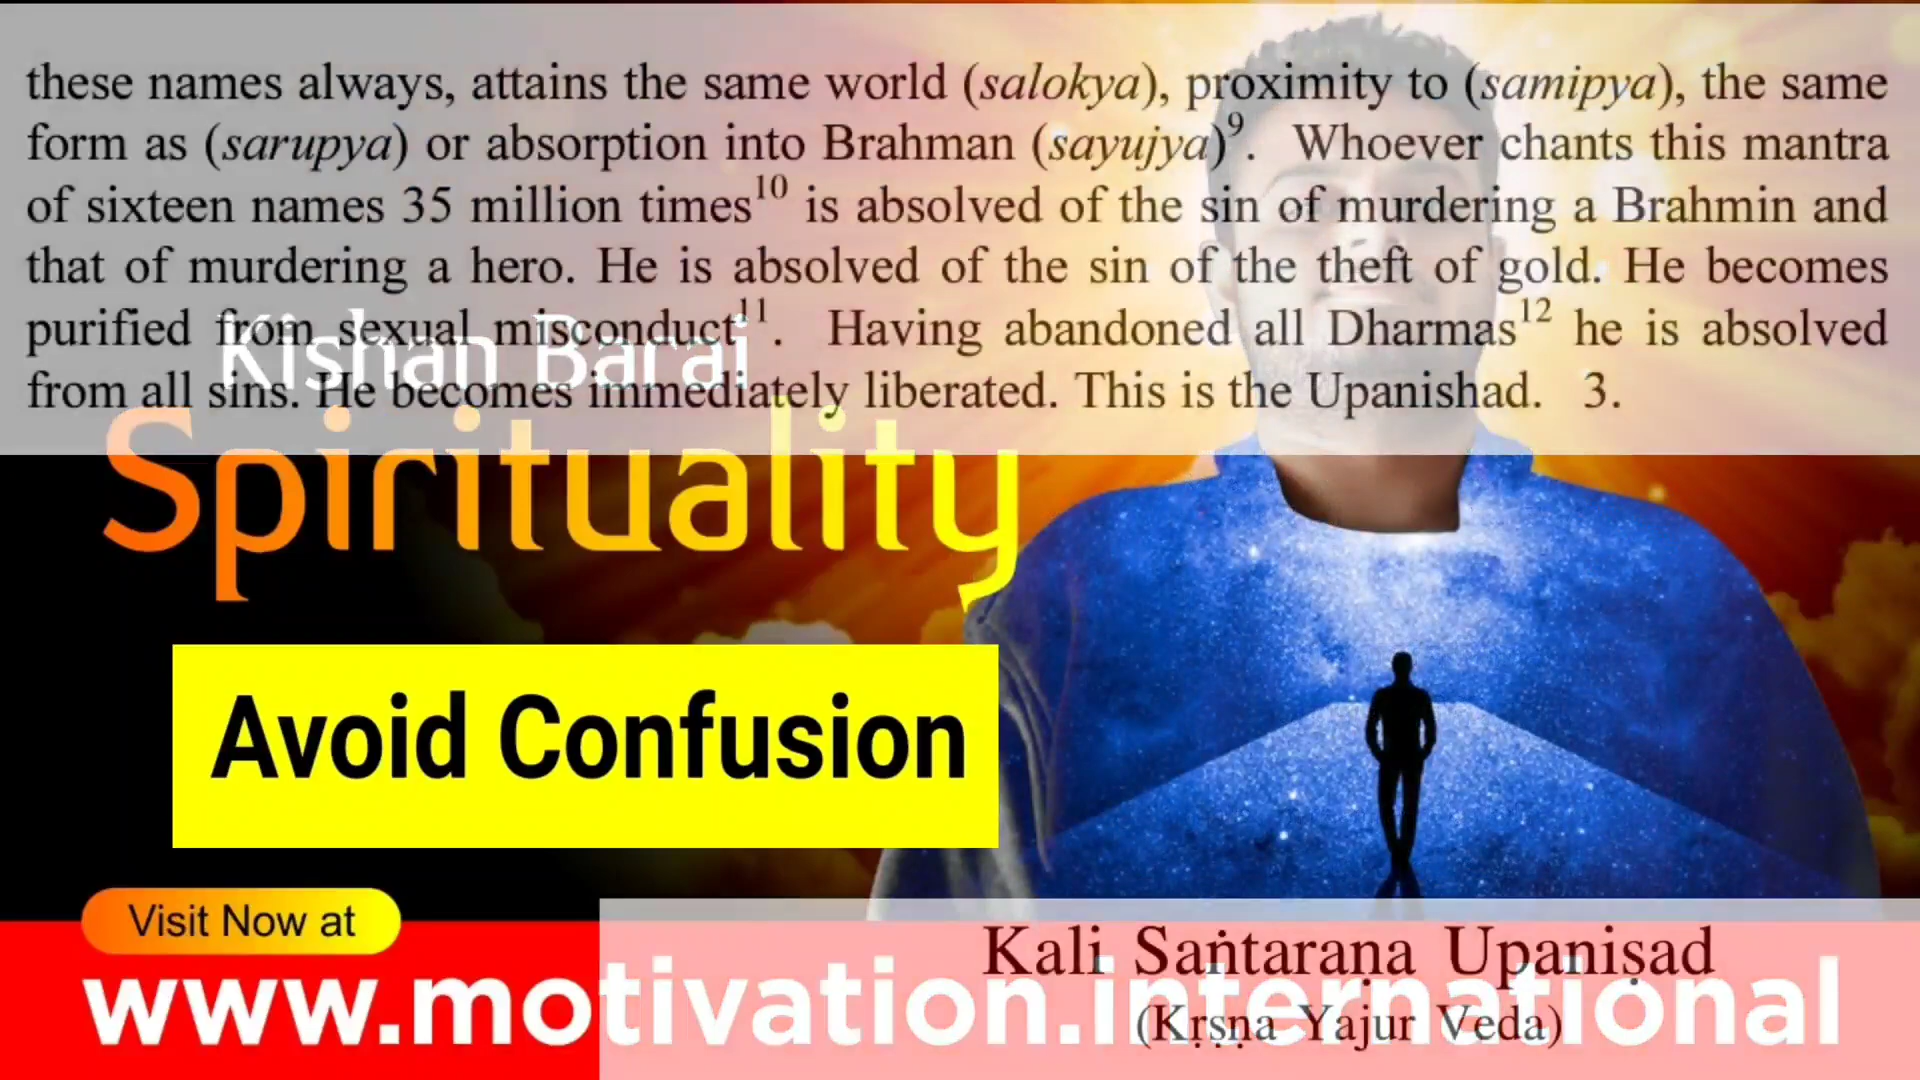 these names always, attains the same world (salokya), proximity to (samipya), the same
form as (sarupya) or absorption into Brahman (sayujya)⁹. Whoever chants this mantra
of sixteen names 35 million times¹⁰ is absolved of the sin of murdering a Brahmin and
that of murdering a hero. He is absolved of the sin of the theft of gold. He becomes
purified from sexual misconduct¹¹. Having abandoned all Dharmas¹² he is absolved
from all sins. He becomes immediately liberated. This is the Upanishad. 3.
Kishan Barai
Spirituality
Avoid Confusion
Visit Now at
www.motivation.international
Kali Saṅtaraṇa Upaniṣad
(Kṛṣṇa Yajur Veda)